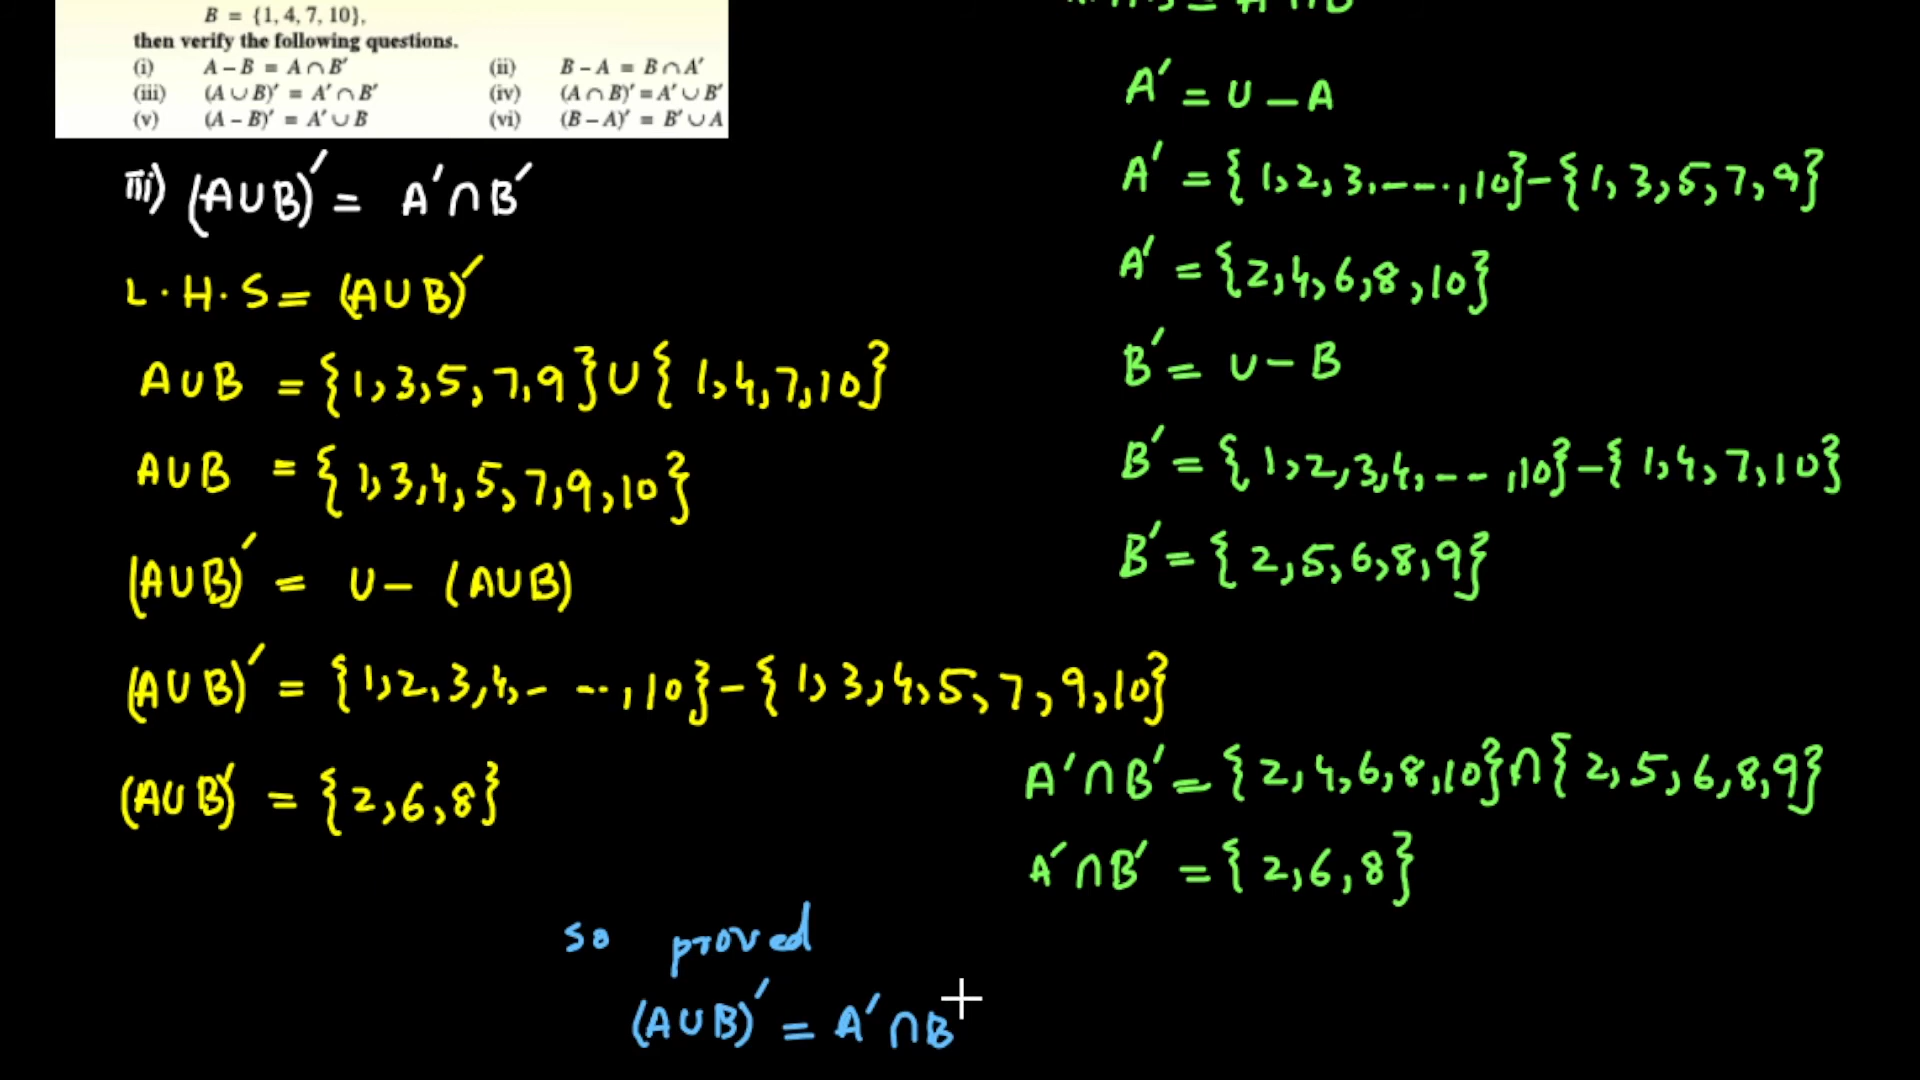 B = {1, 4, 7, 10},
then verify the following questions.
(i) A – B = A ∩ B′ (ii) B – A = B ∩ A′
(iii) (A ∪ B)′ = A′ ∩ B′ (iv) (A ∩ B)′ = A′ ∪ B′
(v) (A – B)′ = A′ ∪ B (vi) (B – A)′ = B′ ∪ A
iii) (A∪B)′ = A′∩B′
L.H.S = (A∪B)′
A∪B = {1,3,5,7,9}∪{1,4,7,10}
A∪B = {1,3,4,5,7,9,10}
(A∪B)′ = U – (A∪B)
(A∪B)′ = {1,2,3,4,- --,10}–{1,3,4,5,7,9,10}
(A∪B)′ = {2,6,8}
A′ = U – A
A′ = {1,2,3,----,10}–{1,3,5,7,9}
A′ = {2,4,6,8,10}
B′ = U – B
B′ = {1,2,3,4,---,10}–{1,4,7,10}
B′ = {2,5,6,8,9}
A′∩B′ = {2,4,6,8,10}∩{2,5,6,8,9}
A′∩B′ = {2,6,8}
so proved
(A∪B)′ = A′∩B